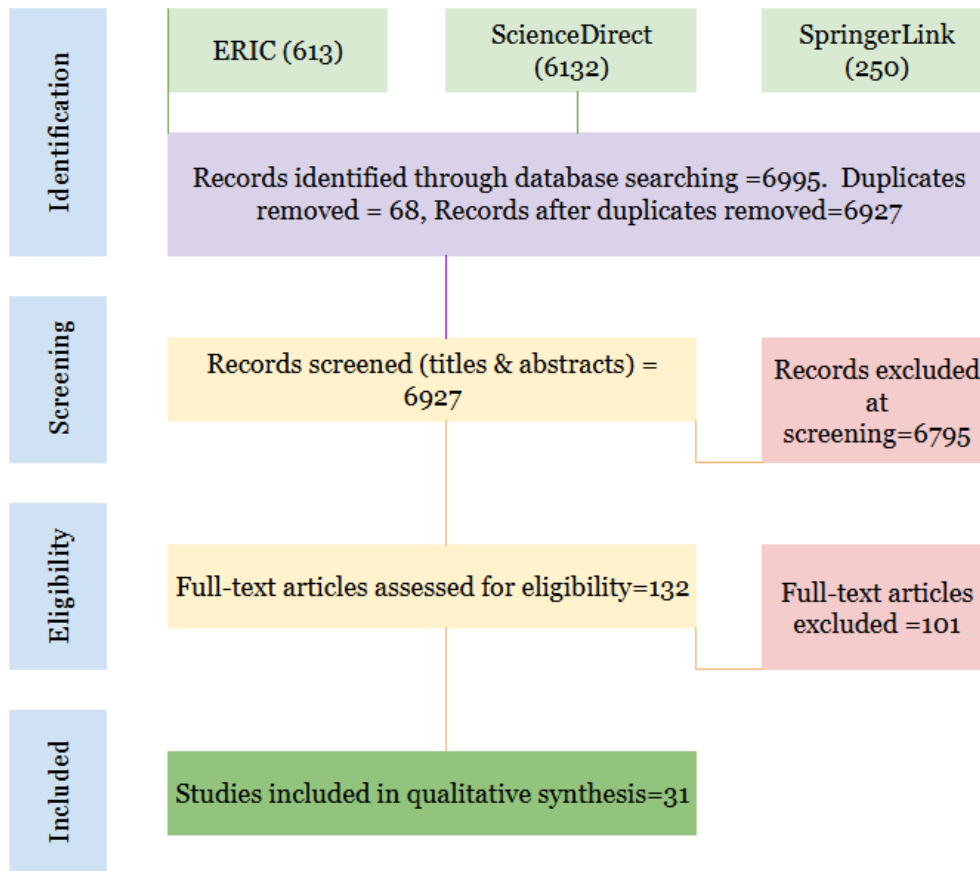 Identification
ERIC (613)
ScienceDirect
(6132)
SpringerLink
(250)
Records identified through database searching =6995.  Duplicates
removed = 68, Records after duplicates removed=6927
Screening
Records screened (titles & abstracts) =
6927
Records excluded
at
screening=6795
Eligibility
Full-text articles assessed for eligibility=132
Full-text articles
excluded =101
Included
Studies included in qualitative synthesis=31